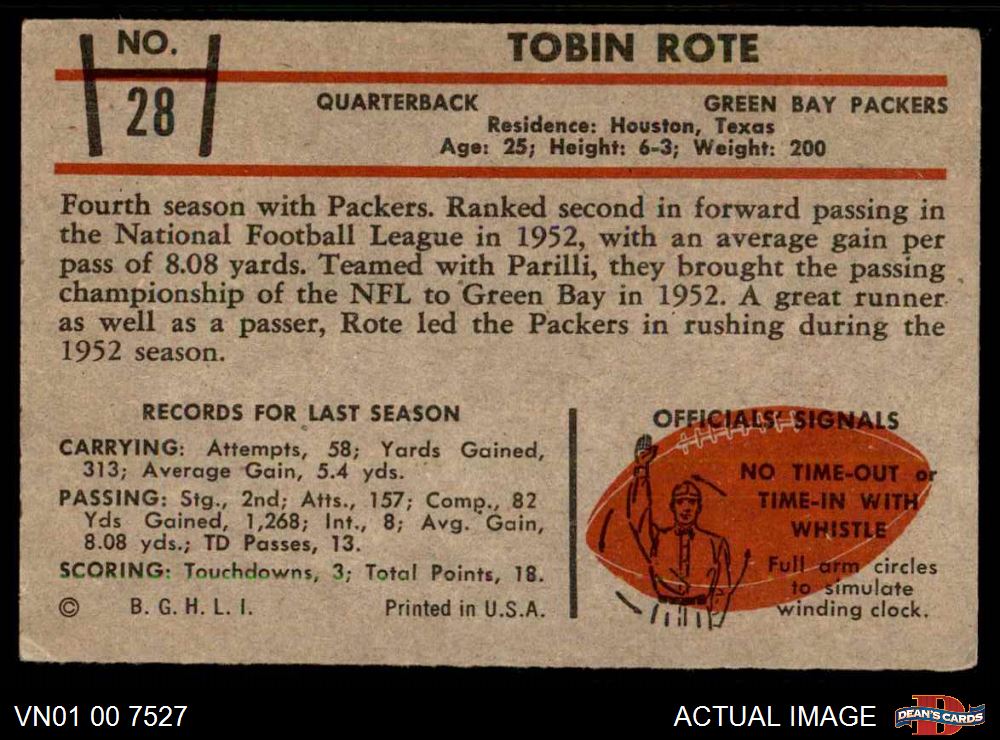 NO.
28
TOBIN ROTE
QUARTERBACK GREEN BAY PACKERS
Residence: Houston, Texas
Age: 25; Height: 6-3; Weight: 200
Fourth season with Packers. Ranked second in forward passing in
the National Football League in 1952, with an average gain per
pass of 8.08 yards. Teamed with Parilli, they brought the passing
championship of the NFL to Green Bay in 1952. A great runner
as well as a passer, Rote led the Packers in rushing during the
1952 season.
RECORDS FOR LAST SEASON
CARRYING: Attempts, 58; Yards Gained,
313; Average Gain, 5.4 yds.
PASSING: Stg., 2nd; Atts., 157; Comp., 82
Yds Gained, 1,268; Int., 8; Avg. Gain,
8.08 yds.; TD Passes, 13.
SCORING: Touchdowns, 3; Total Points, 18.
© B. G. H. L. I. Printed in U.S.A.
OFFICIALS' SIGNALS
NO TIME-OUT or
TIME-IN WITH
WHISTLE
Full arm circles
to simulate
winding clock.
VN01 00 7527
ACTUAL IMAGE
D
DEAN'S CARDS